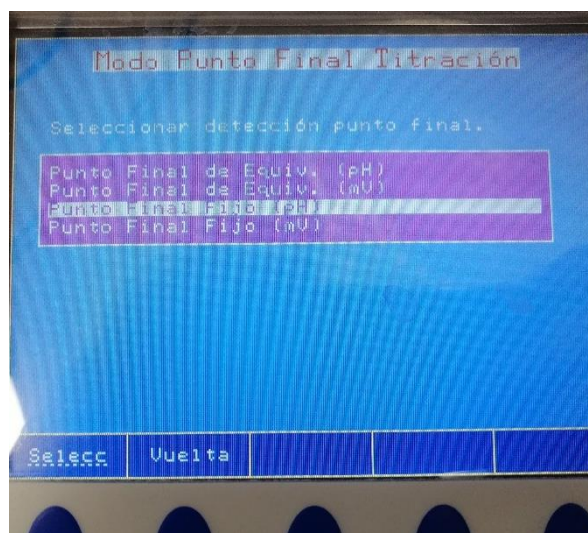 Modo Punto Final Titración
Seleccionar detección punto final.
Punto Final de Equiv. (pH)
Punto Final de Equiv. (mV)
Punto Final Fijo (pH)
Punto Final Fijo (mV)
Selecc Vuelta